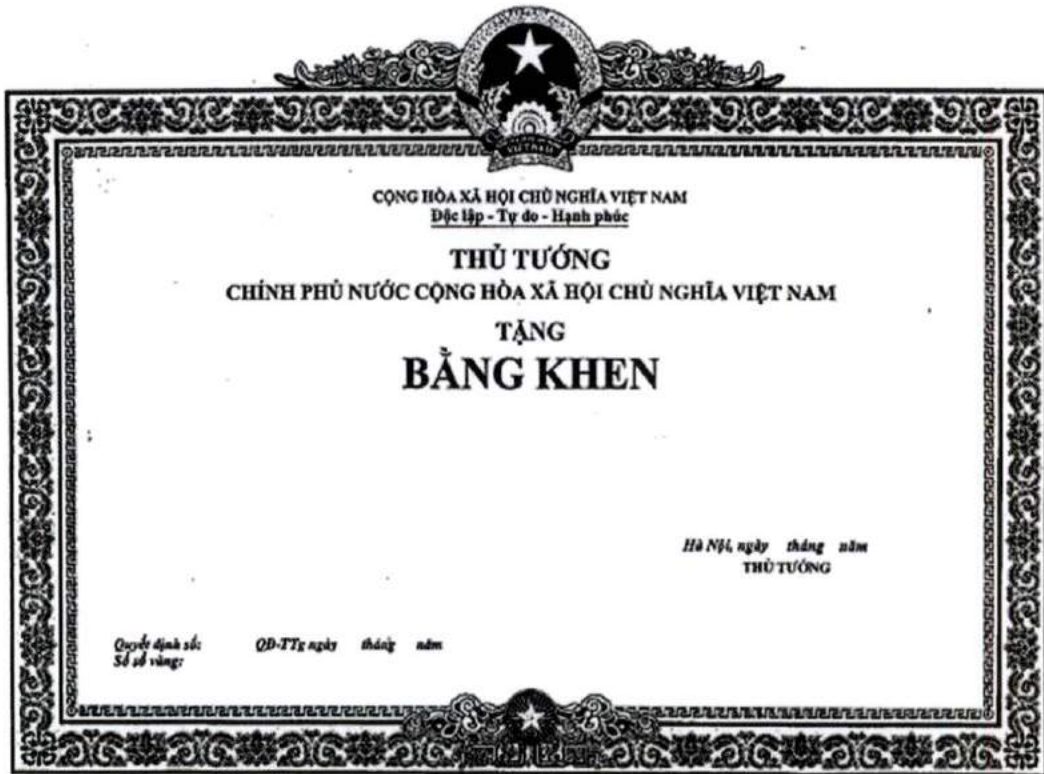 VIỆT NAM
CỘNG HÒA XÃ HỘI CHỦ NGHĨA VIỆT NAM
Độc lập - Tự do - Hạnh phúc
THỦ TƯỚNG
CHÍNH PHỦ NƯỚC CỘNG HÒA XÃ HỘI CHỦ NGHĨA VIỆT NAM
TẶNG
BẰNG KHEN
Hà Nội, ngày tháng năm
THỦ TƯỚNG
Quyết định số: QĐ-TTg ngày tháng năm
Số sổ vàng: